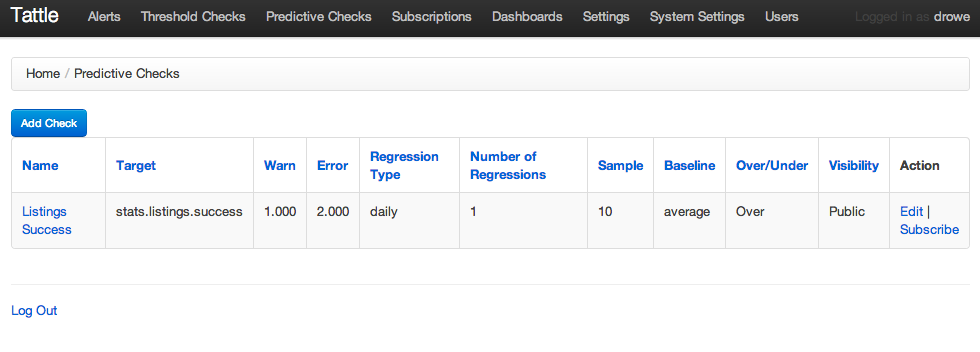 Tattle Alerts Threshold Checks Predictive Checks Subscriptions Dashboards Settings System Settings Users Logged in as drowe
Home / Predictive Checks
Add Check
Name Target Warn Error Regression Type Number of Regressions Sample Baseline Over/Under Visibility Action
Listings Success stats.listings.success 1.000 2.000 daily 1 10 average Over Public Edit | Subscribe
Log Out